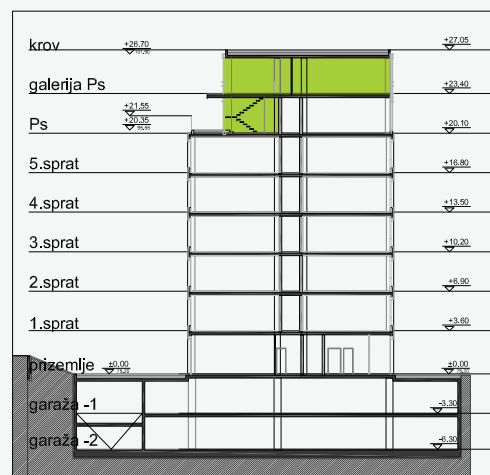 krov +26.70 +27.05
galerija Ps +23.40
+21.55
Ps +20.35 +20.10
5.sprat +16.80
4.sprat +13.50
3.sprat +10.20
2.sprat +6.90
1.sprat +3.60
prizemlje ±0.00 ±0.00
garaža -1 -3.30
garaža -2 -6.30